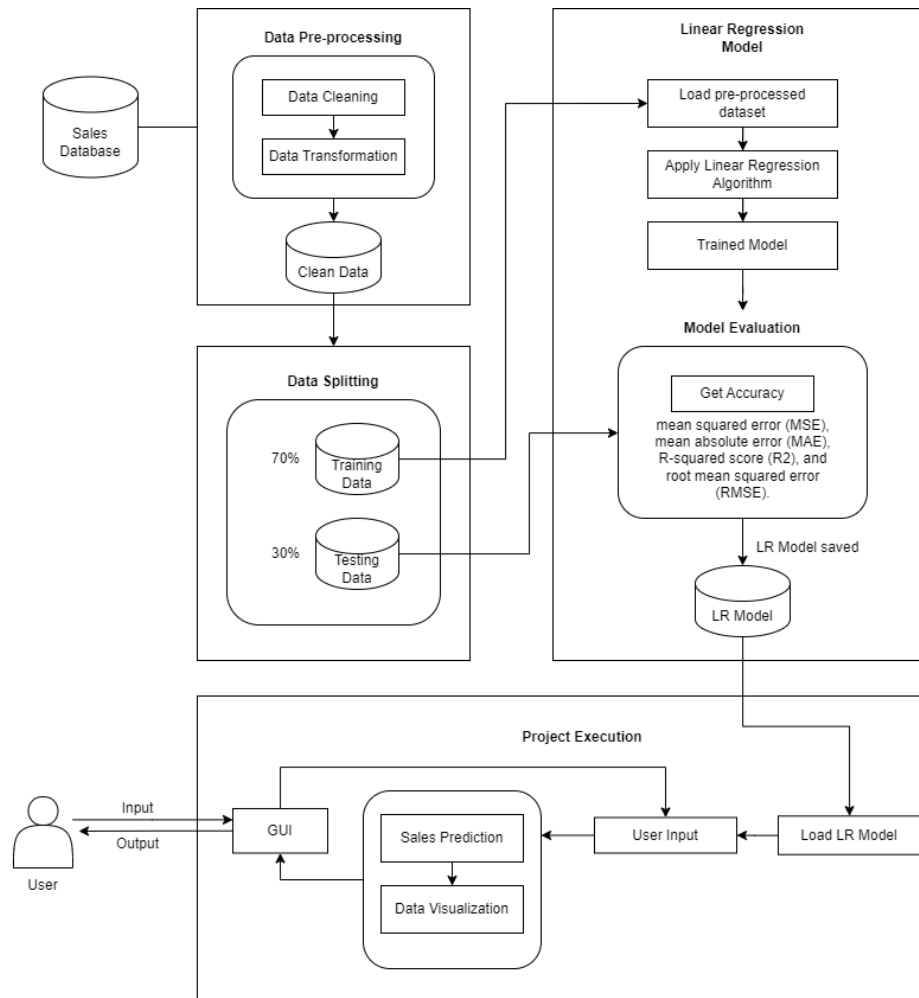 Data Pre-processing
Data Cleaning
Data Transformation
Sales
Database
Clean Data
Data Splitting
70%
Training
Data
30%
Testing
Data
Linear Regression
Model
Load pre-processed
dataset
Apply Linear Regression
Algorithm
Trained Model
Model Evaluation
Get Accuracy
mean squared error (MSE),
mean absolute error (MAE),
R-squared score (R2), and
root mean squared error
(RMSE).
LR Model saved
LR Model
Project Execution
Input
Output
User
GUI
Sales Prediction
Data Visualization
User Input
Load LR Model